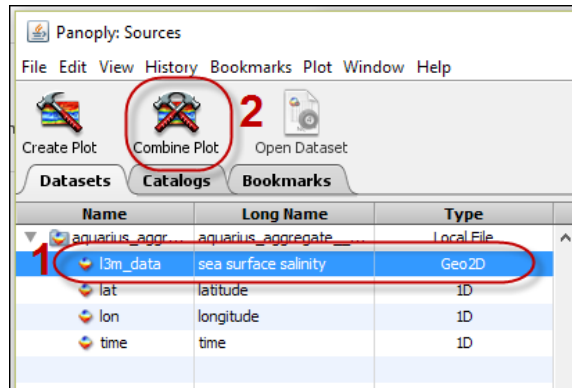 Panoply: Sources
File Edit View History Bookmarks Plot Window Help
2
Create Plot Combine Plot Open Dataset
Datasets Catalogs Bookmarks
Name Long Name Type
aquarius_aggr... aquarius_aggregate__... Local File
1 l3m_data sea surface salinity Geo2D
lat latitude 1D
lon longitude 1D
time time 1D